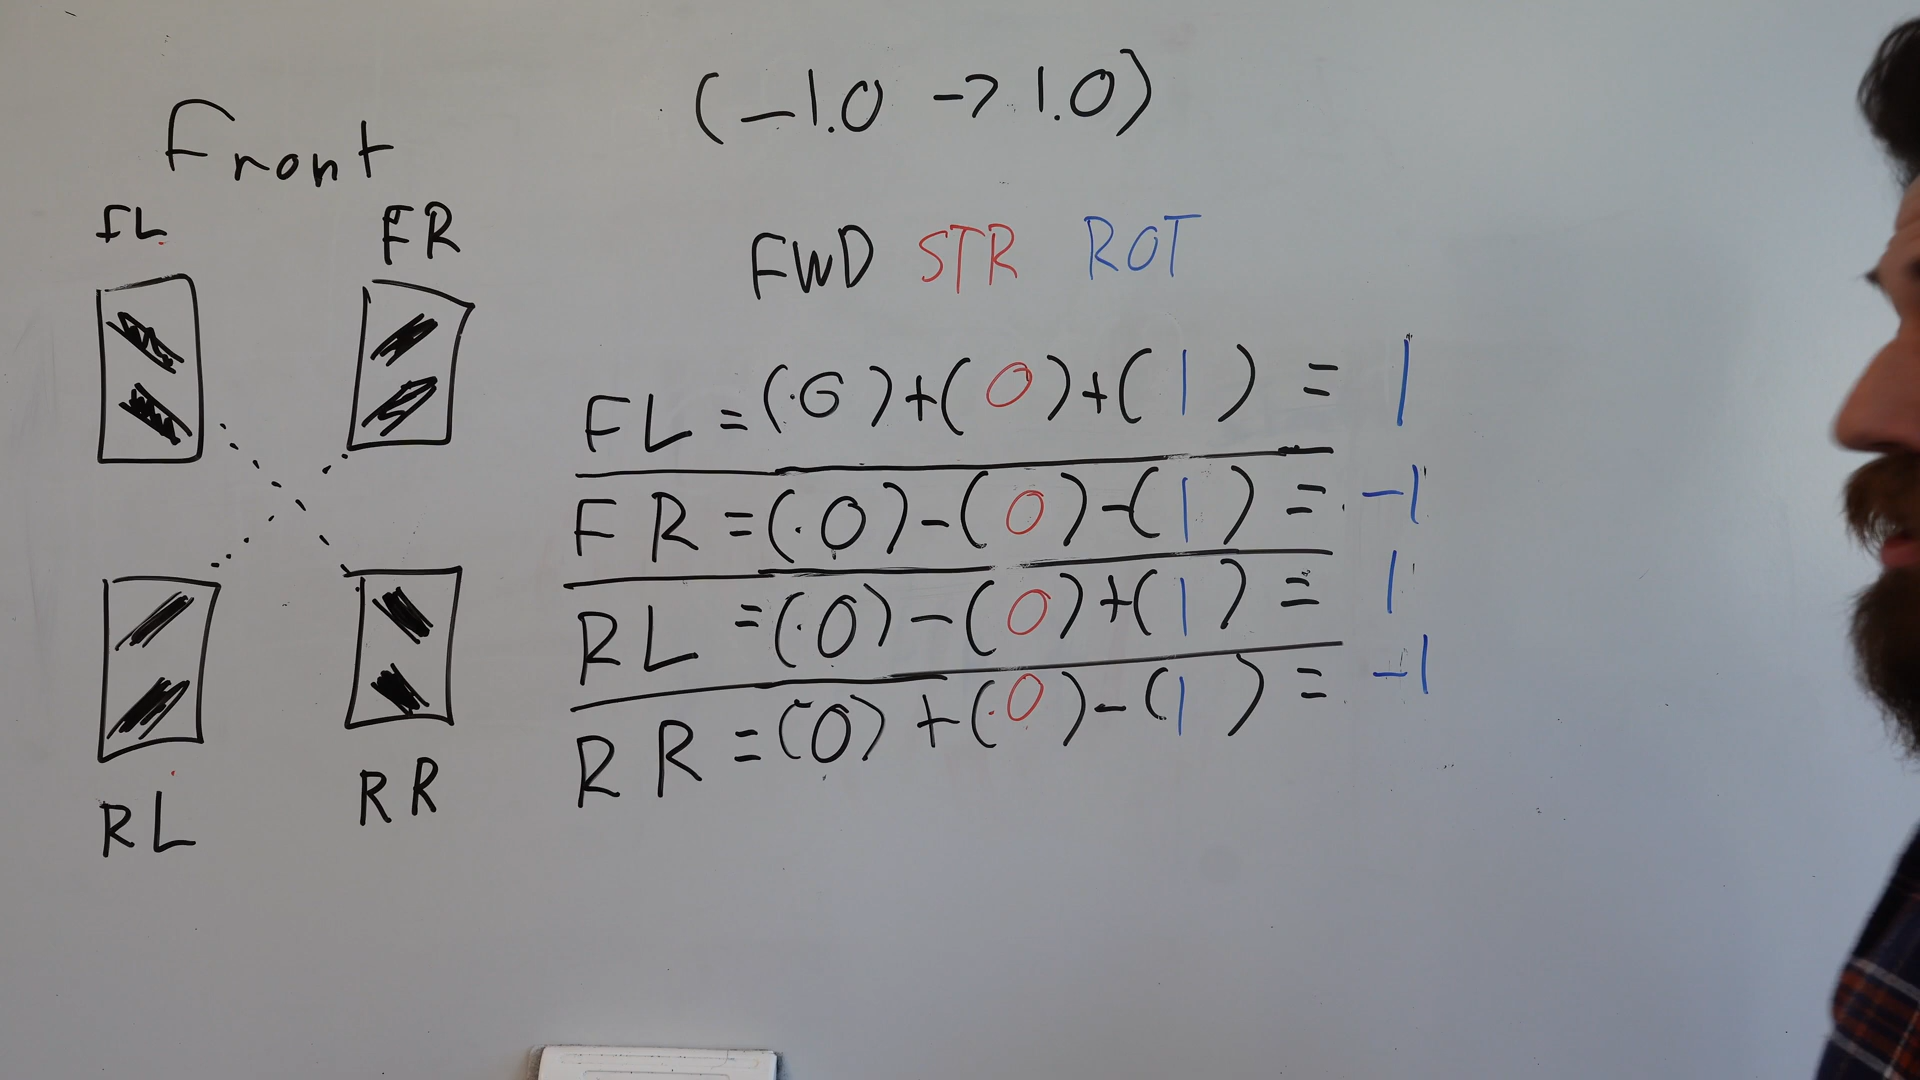 (-1.0 -> 1.0)
Front
FL FR
FWD STR ROT
FL = (.0) + (0) + (1) = 1
FR = (.0) - (0) - (1) = -1
RL = (.0) - (0) + (1) = 1
RR = (0) + (.0) - (1) = -1
RL RR